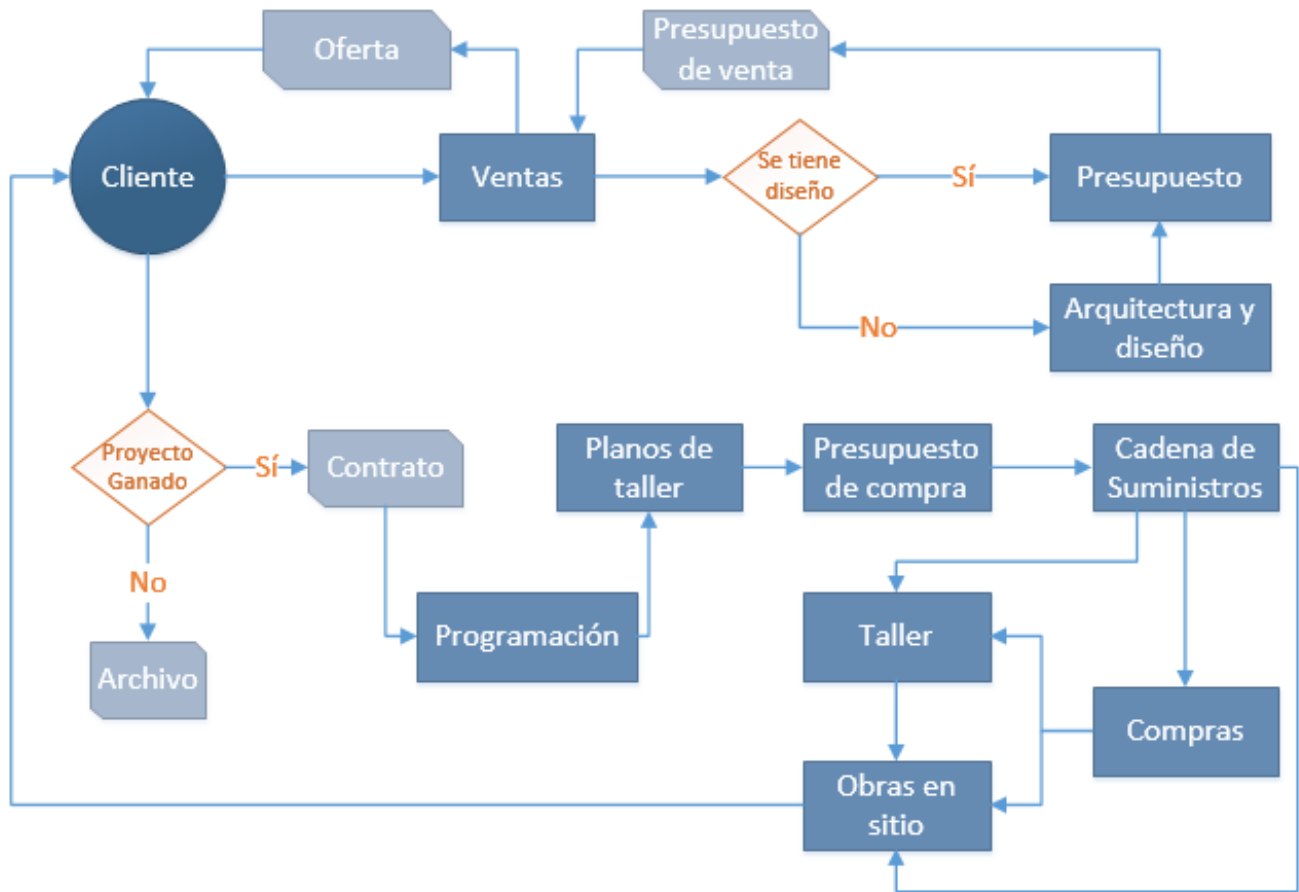 Oferta
Presupuesto
de venta
Cliente
Ventas
Se tiene
diseño
Sí
Presupuesto
No
Arquitectura y
diseño
Proyecto
Ganado
Sí
Contrato
Planos de
taller
Presupuesto
de compra
Cadena de
Suministros
No
Programación
Taller
Archivo
Compras
Obras en
sitio